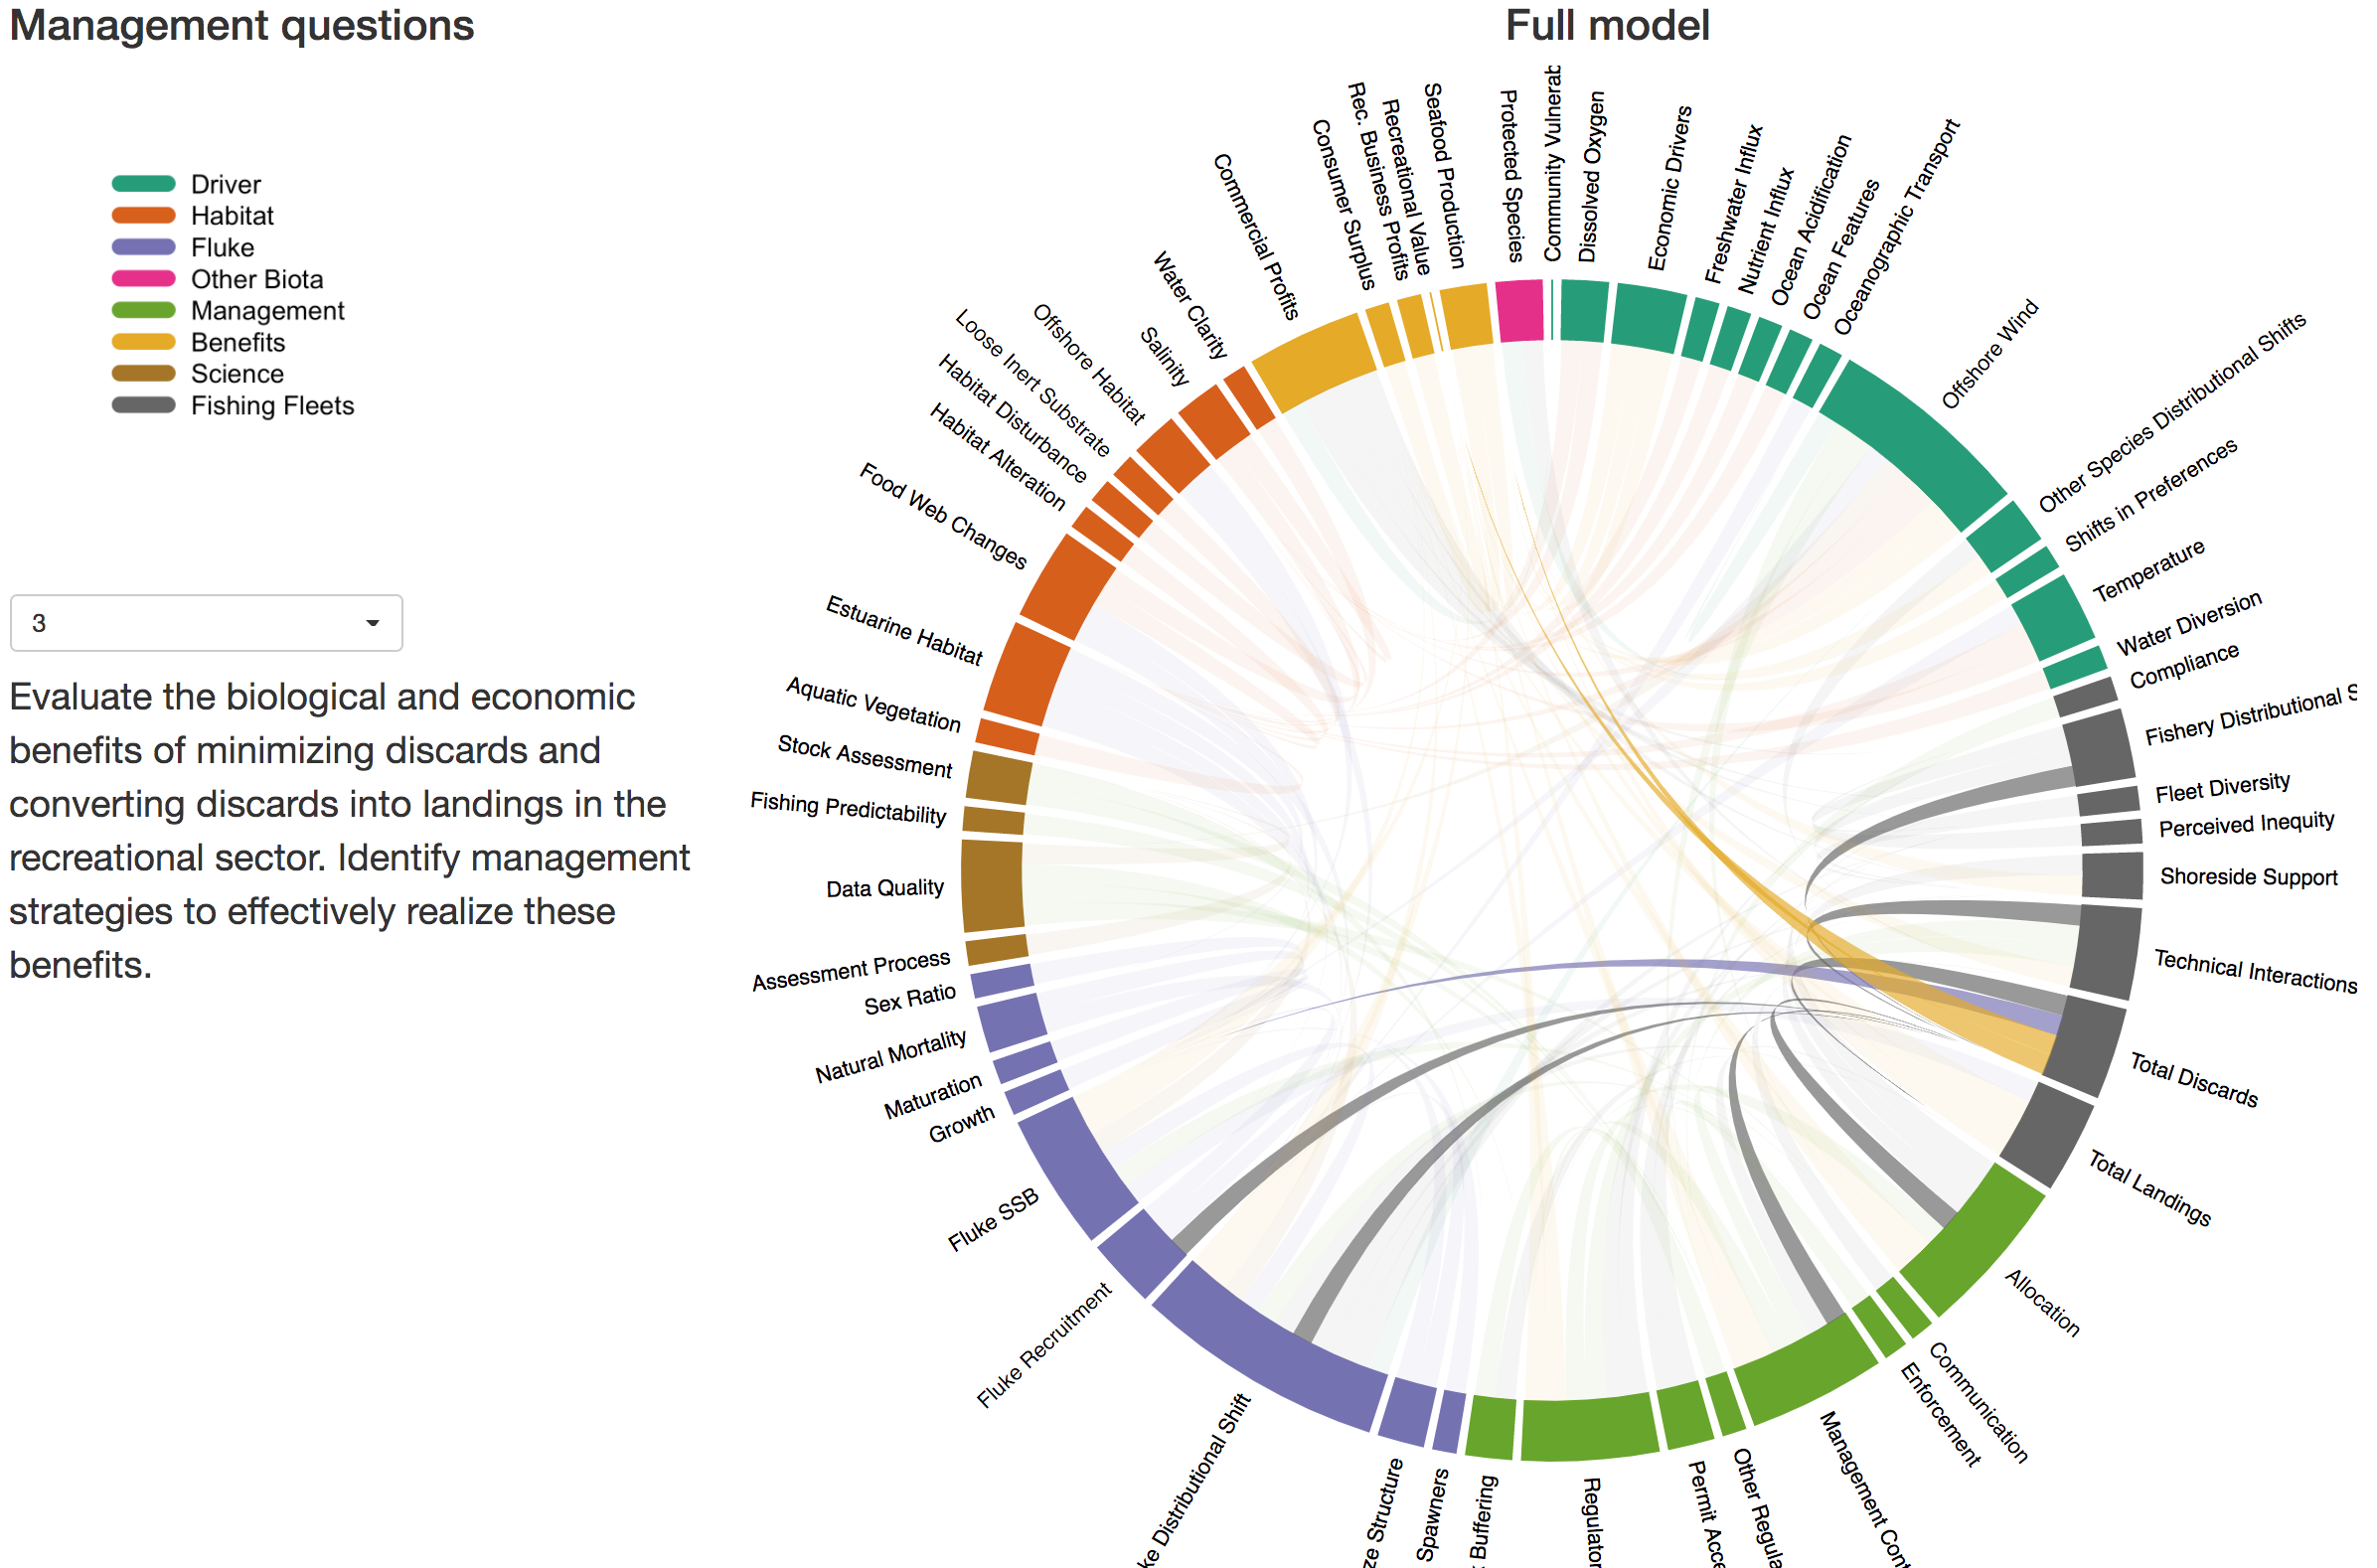 Management questions
Full model
Driver
Habitat
Fluke
Other Biota
Management
Benefits
Science
Fishing Fleets
3
Evaluate the biological and economic
benefits of minimizing discards and
converting discards into landings in the
recreational sector. Identify management
strategies to effectively realize these
benefits.
Protected Species
Community Vulnerab
Dissolved Oxygen
Economic Drivers
Freshwater Influx
Nutrient Influx
Ocean Acidification
Ocean Features
Oceanographic Transport
Offshore Wind
Other Species Distributional Shifts
Shifts in Preferences
Temperature
Water Diversion
Compliance
Fishery Distributional S
Fleet Diversity
Perceived Inequity
Shoreside Support
Technical Interactions
Total Discards
Total Landings
Allocation
Communication
Enforcement
Management Cont
Other Regula
Permit Acce
Regulator
Buffering
Spawners
ze Structure
ke Distributional Shift
Fluke Recruitment
Fluke SSB
Growth
Maturation
Natural Mortality
Sex Ratio
Assessment Process
Data Quality
Fishing Predictability
Stock Assessment
Aquatic Vegetation
Estuarine Habitat
Food Web Changes
Habitat Alteration
Habitat Disturbance
Loose Inert Substrate
Offshore Habitat
Salinity
Water Clarity
Commercial Profits
Consumer Surplus
Rec. Business Profits
Recreational Value
Seafood Production